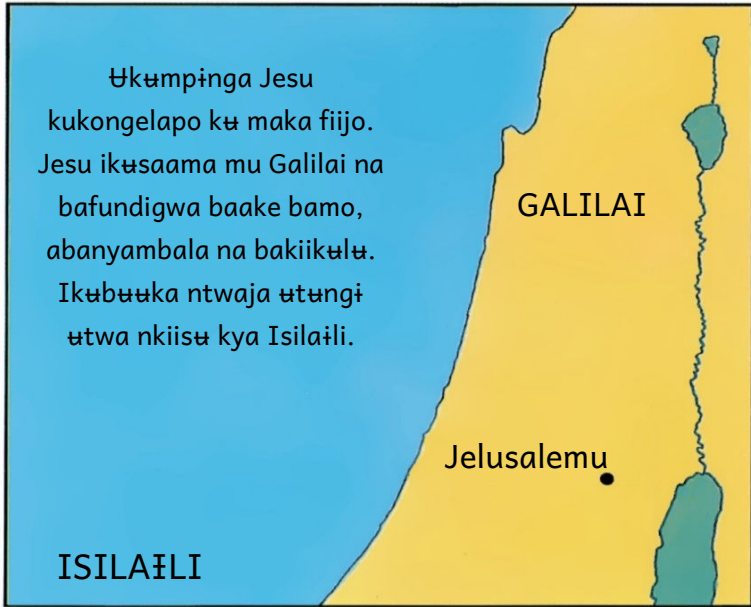 Ʉkʉmpɨnga Jesu
kukongelapo kʉ maka fiijo.
Jesu ikʉsaama mu Galilai na
bafundigwa baake bamo,
abanyambala na bakiikʉlʉ.
Ikʉbʉʉka ntwaja ʉtʉngɨ
ʉtwa nkiisʉ kya Isilaɨli.
GALILAI
Jelusalemu
ISILAƗLI